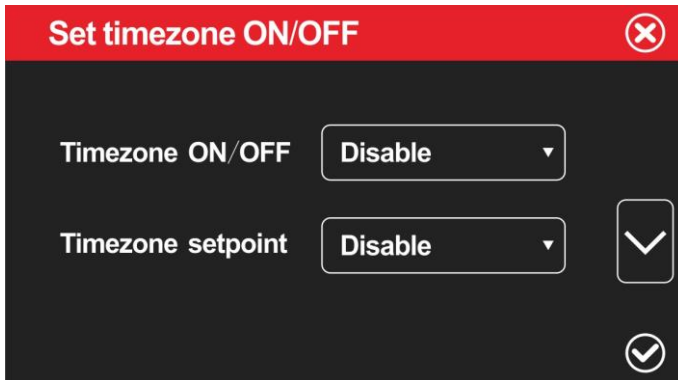 Set timezone ON/OFF
Timezone ON/OFF Disable
Timezone setpoint Disable